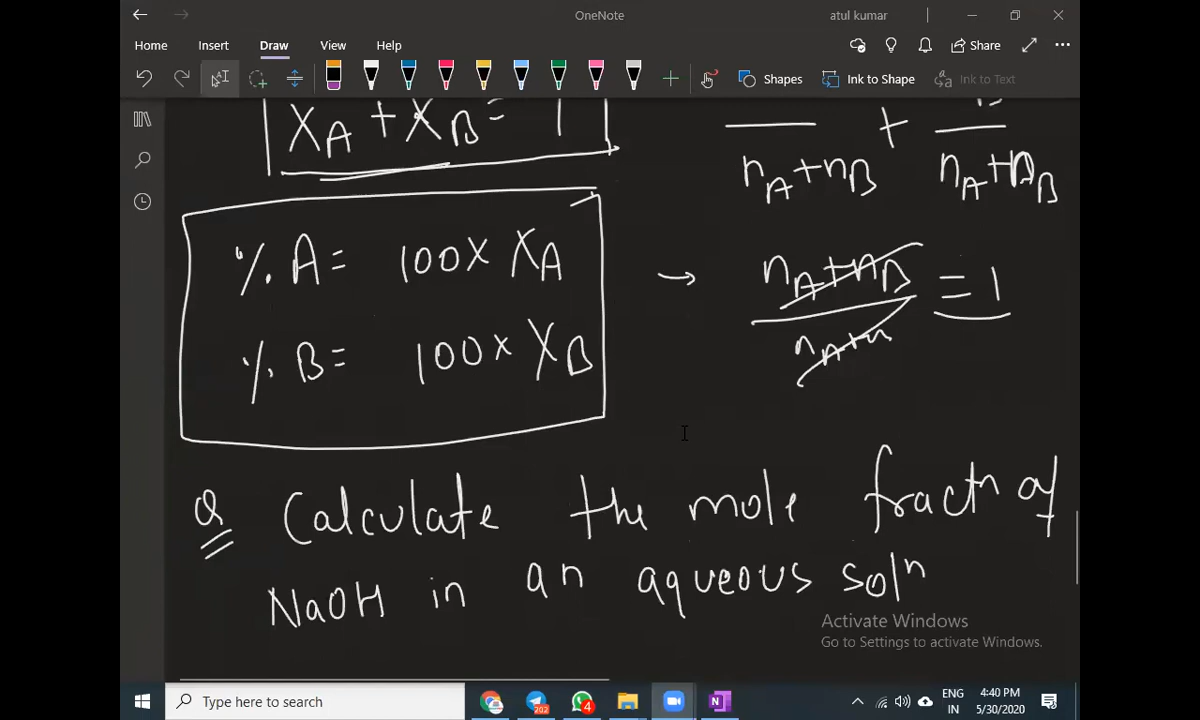 OneNote
atul kumar
Home Insert Draw View Help
Share
Shapes Ink to Shape Ink to Text
XA + XB = 1
+
nA+nB nA+nB
% A = 100 x XA
→ nA+nB = 1
nA+n
% B = 100 x XB
Q Calculate the mole fractn of
NaOH in an aqueous soln
Activate Windows
Go to Settings to activate Windows.
Type here to search
202
4
ENG
IN
4:40 PM
5/30/2020